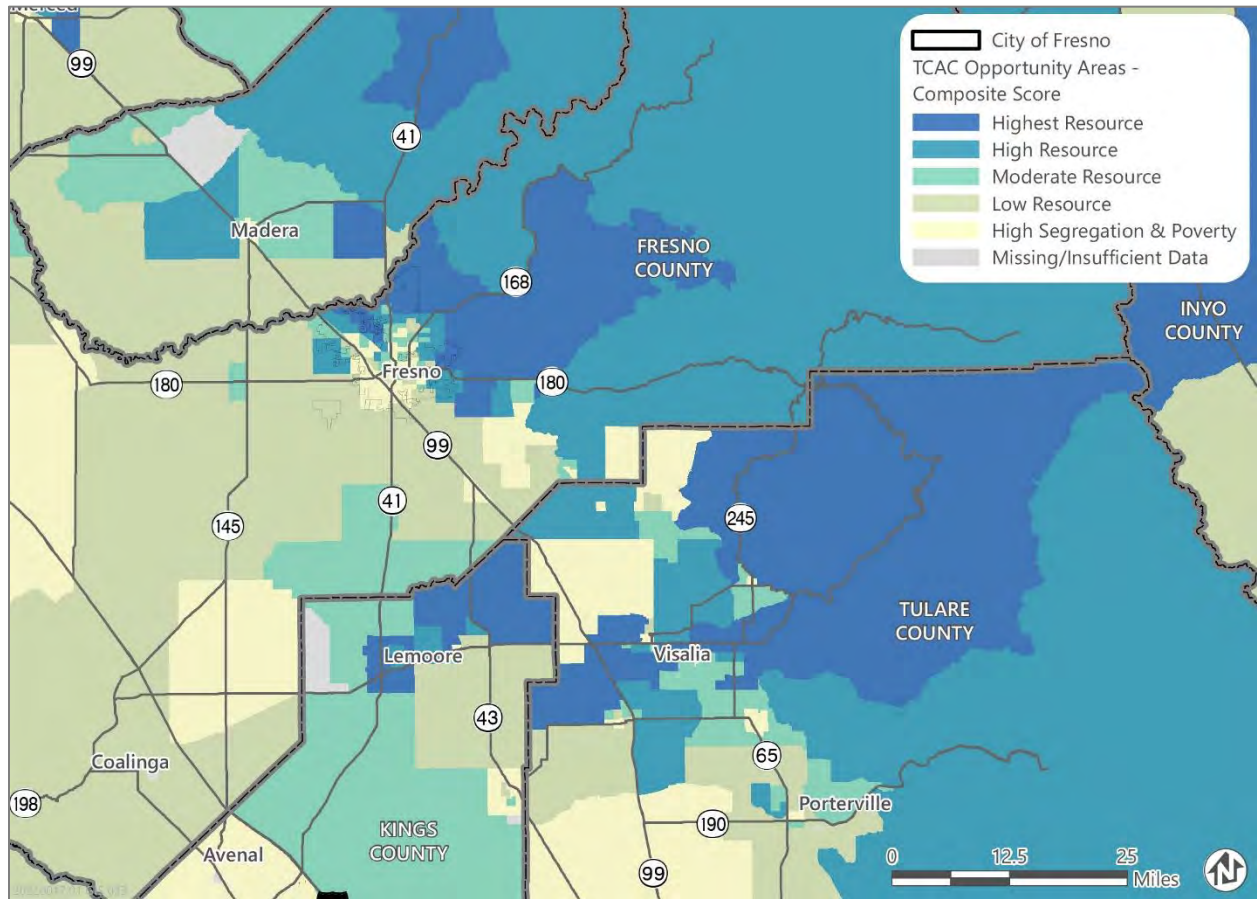 Merced
99
41
Madera
168
FRESNO
COUNTY
180
Fresno
180
99
41
145
245
TULARE
COUNTY
Lemoore
Visalia
43
65
Coalinga
198
Porterville
190
KINGS
COUNTY
Avenal
99
INYO
COUNTY
City of Fresno
TCAC Opportunity Areas -
Composite Score
Highest Resource
High Resource
Moderate Resource
Low Resource
High Segregation & Poverty
Missing/Insufficient Data
0 12.5 25
Miles
N